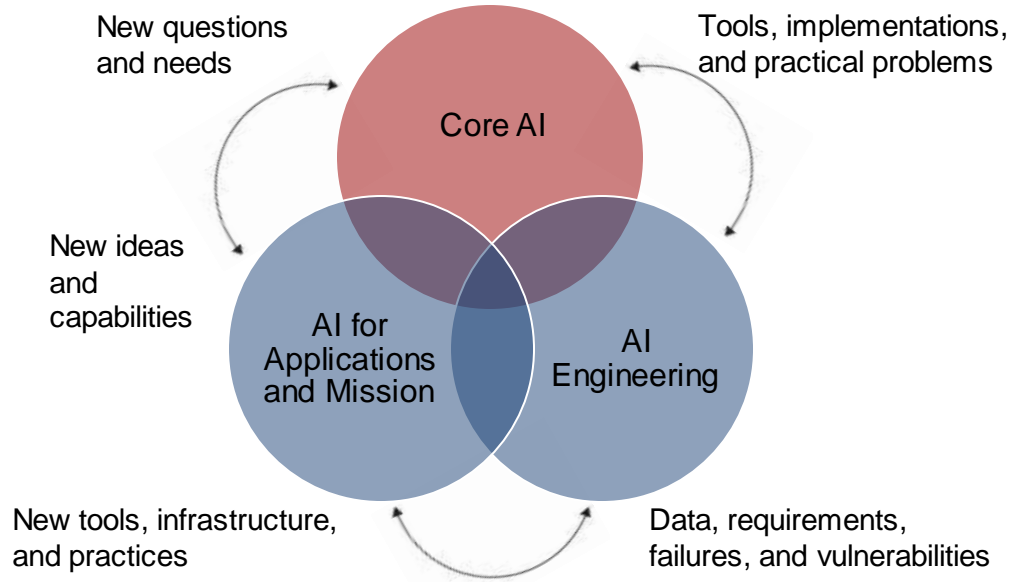 New questions
and needs
Tools, implementations,
and practical problems
Core AI
New ideas
and
capabilities
AI for
Applications
and Mission
AI
Engineering
New tools, infrastructure,
and practices
Data, requirements,
failures, and vulnerabilities